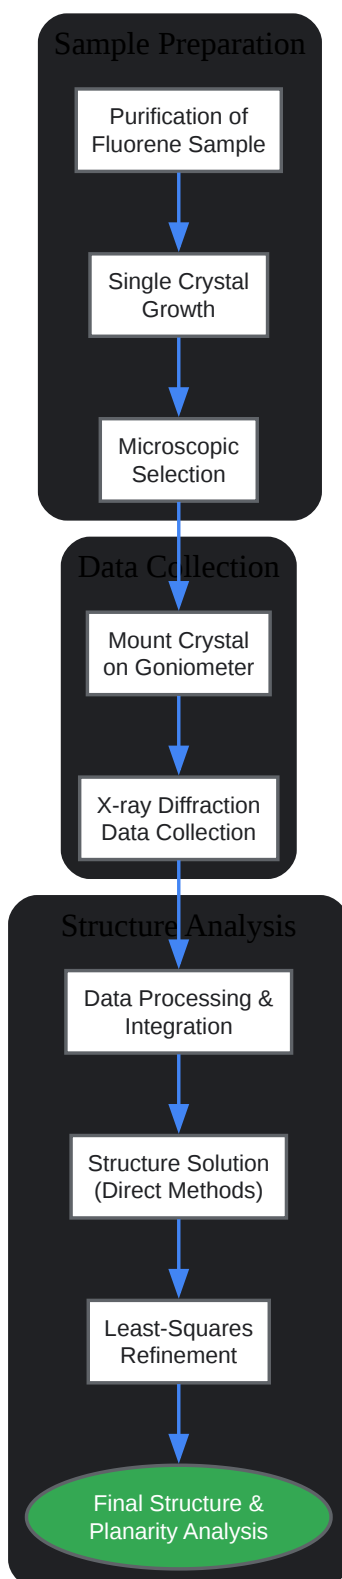 Sample Preparation
Purification of
Fluorene Sample
Single Crystal
Growth
Microscopic
Selection
Data Collection
Mount Crystal
on Goniometer
X-ray Diffraction
Data Collection
Structure Analysis
Data Processing &
Integration
Structure Solution
(Direct Methods)
Least-Squares
Refinement
Final Structure &
Planarity Analysis